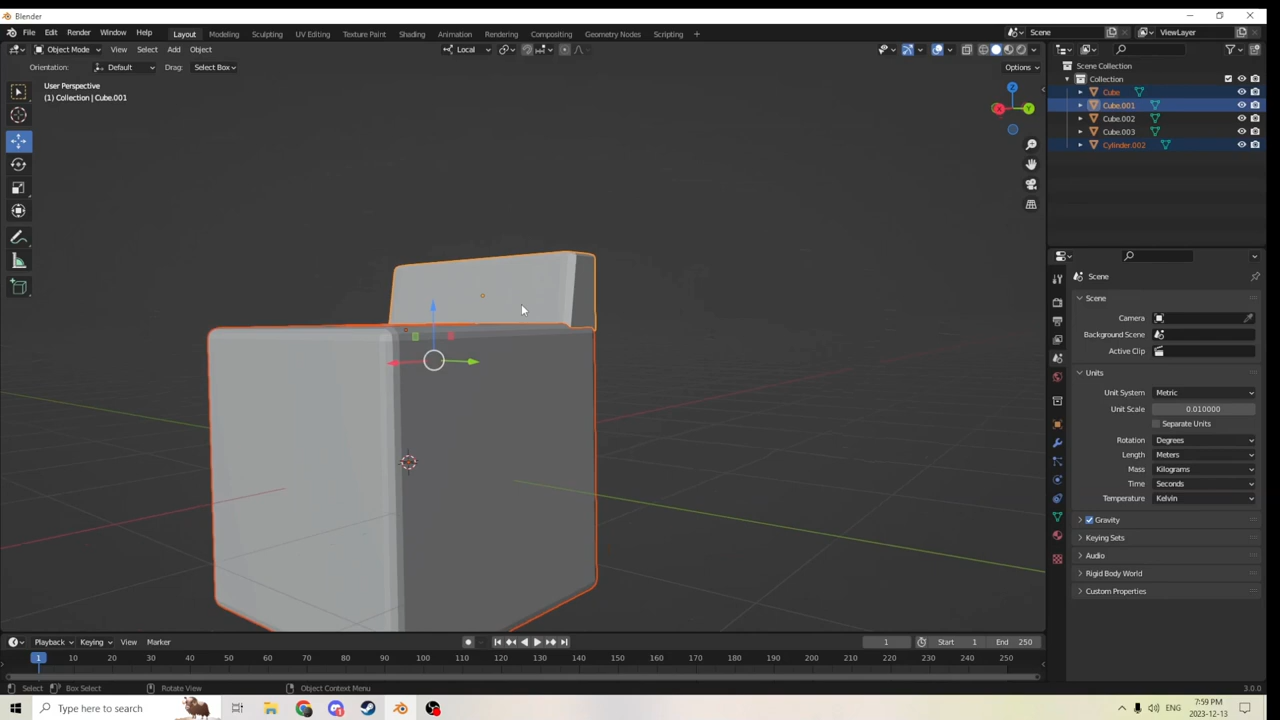 Blender
File Edit Render Window Help Layout Modeling Sculpting UV Editing Texture Paint Shading Animation Rendering Compositing Geometry Nodes Scripting + Scene ViewLayer
Object Mode View Select Add Object Local
Orientation: Default Drag: Select Box Options
Scene Collection
Collection
Cube
Cube.001
Cube.002
Cube.003
Cylinder.002
User Perspective
(1) Collection | Cube.001
Z
X
Y
Scene
Scene
Camera
Background Scene
Active Clip
Units
Unit System Metric
Unit Scale 0.010000
Separate Units
Rotation Degrees
Length Meters
Mass Kilograms
Time Seconds
Temperature Kelvin
Gravity
Keying Sets
Audio
Rigid Body World
Custom Properties
Playback Keying View Marker 1 Start 1 End 250
1 10 20 30 40 50 60 70 80 90 100 110 120 130 140 150 160 170 180 190 200 210 220 230 240 250
Select Box Select Rotate View Object Context Menu 3.0.0
Type here to search ENG 7:59 PM
2023-12-13